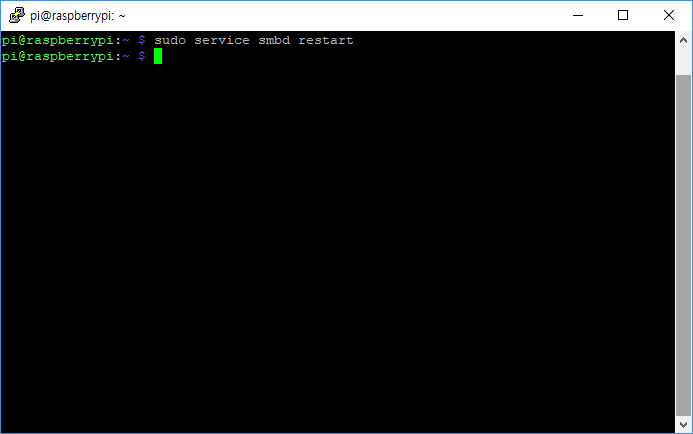 pi@raspberrypi: ~
pi@raspberrypi:~ $ sudo service smbd restart
pi@raspberrypi:~ $